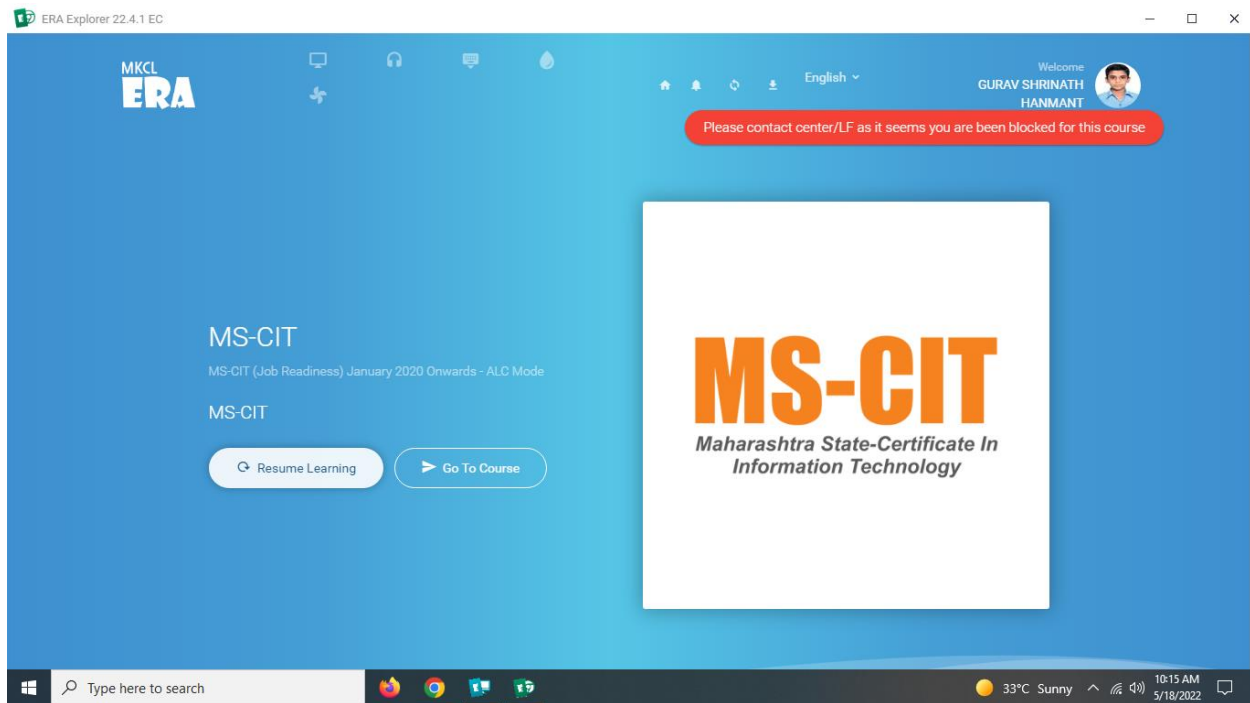 ERA Explorer 22.4.1 EC
MKCL
ERA
English
Welcome
GURAV SHRINATH
HANMANT
Please contact center/LF as it seems you are been blocked for this course
MS-CIT
MS-CIT (Job Readiness) January 2020 Onwards - ALC Mode
MS-CIT
Resume Learning
Go To Course
MS-CIT
Maharashtra State-Certificate In
Information Technology
Type here to search
33°C Sunny
10:15 AM
5/18/2022